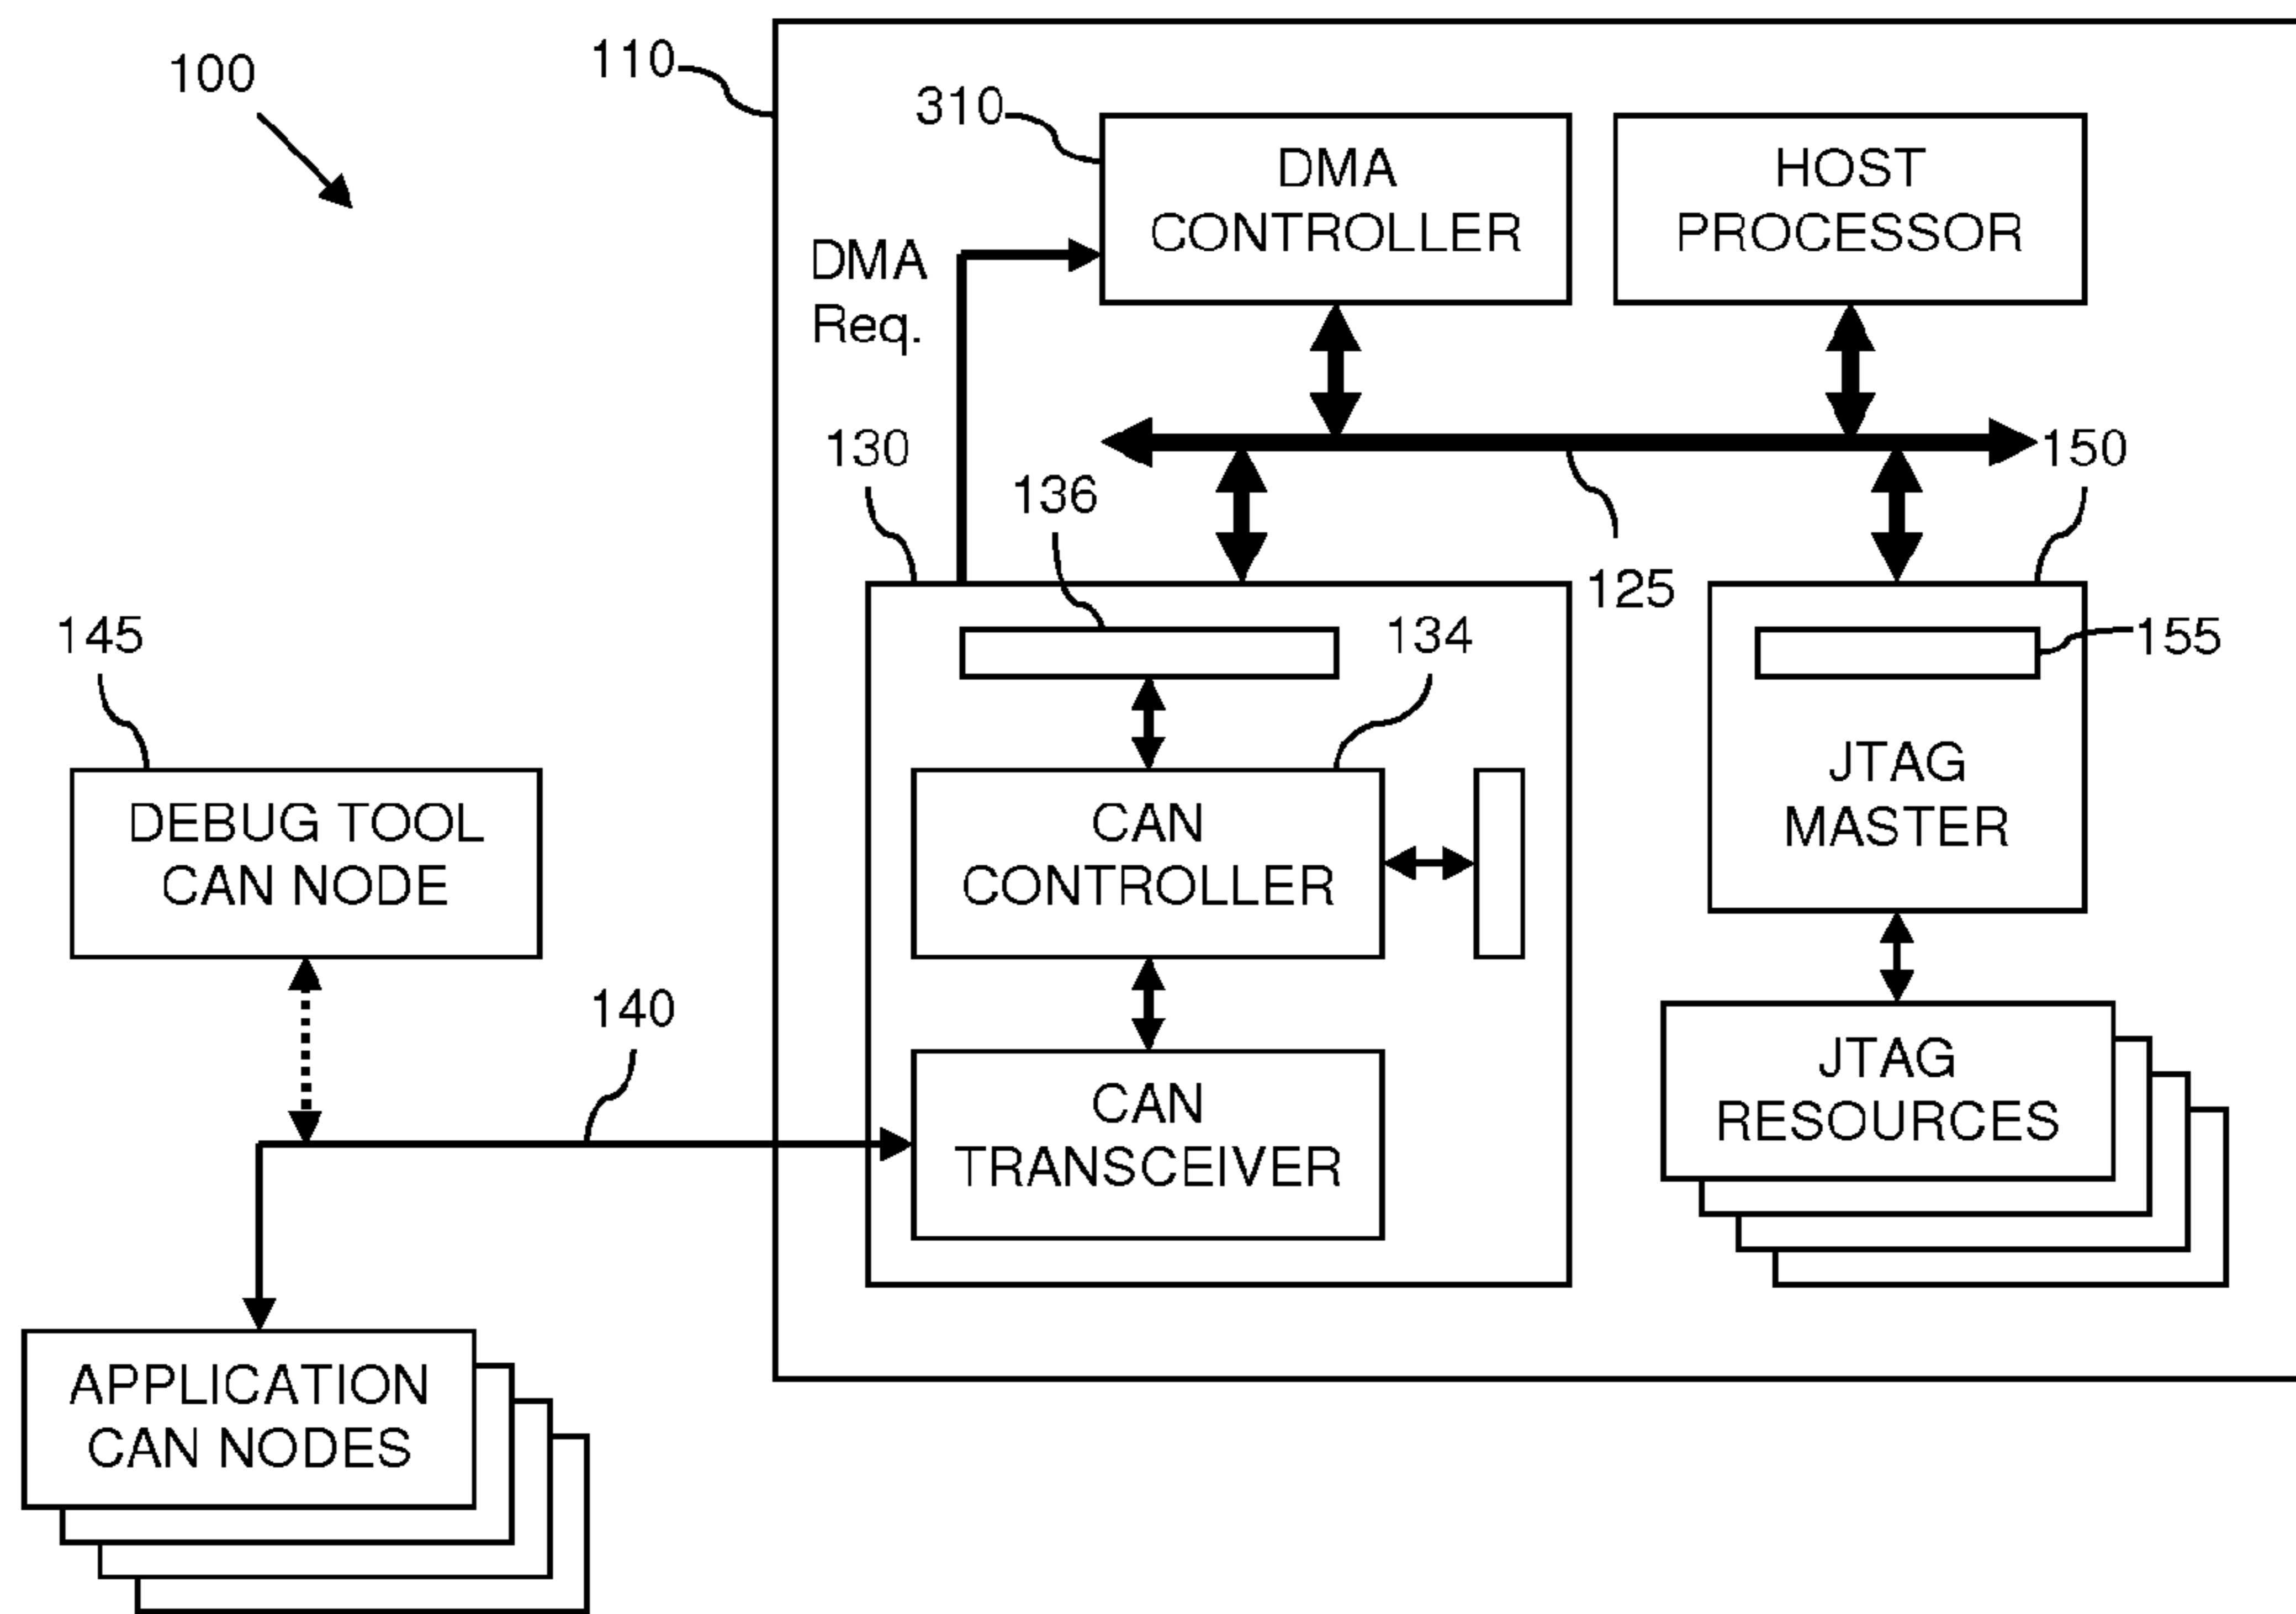 100
110
310
DMA
CONTROLLER
HOST
PROCESSOR
DMA
Req.
130
150
136
125
145
134
155
DEBUG TOOL
CAN NODE
CAN
CONTROLLER
JTAG
MASTER
140
CAN
TRANSCEIVER
JTAG
RESOURCES
APPLICATION
CAN NODES